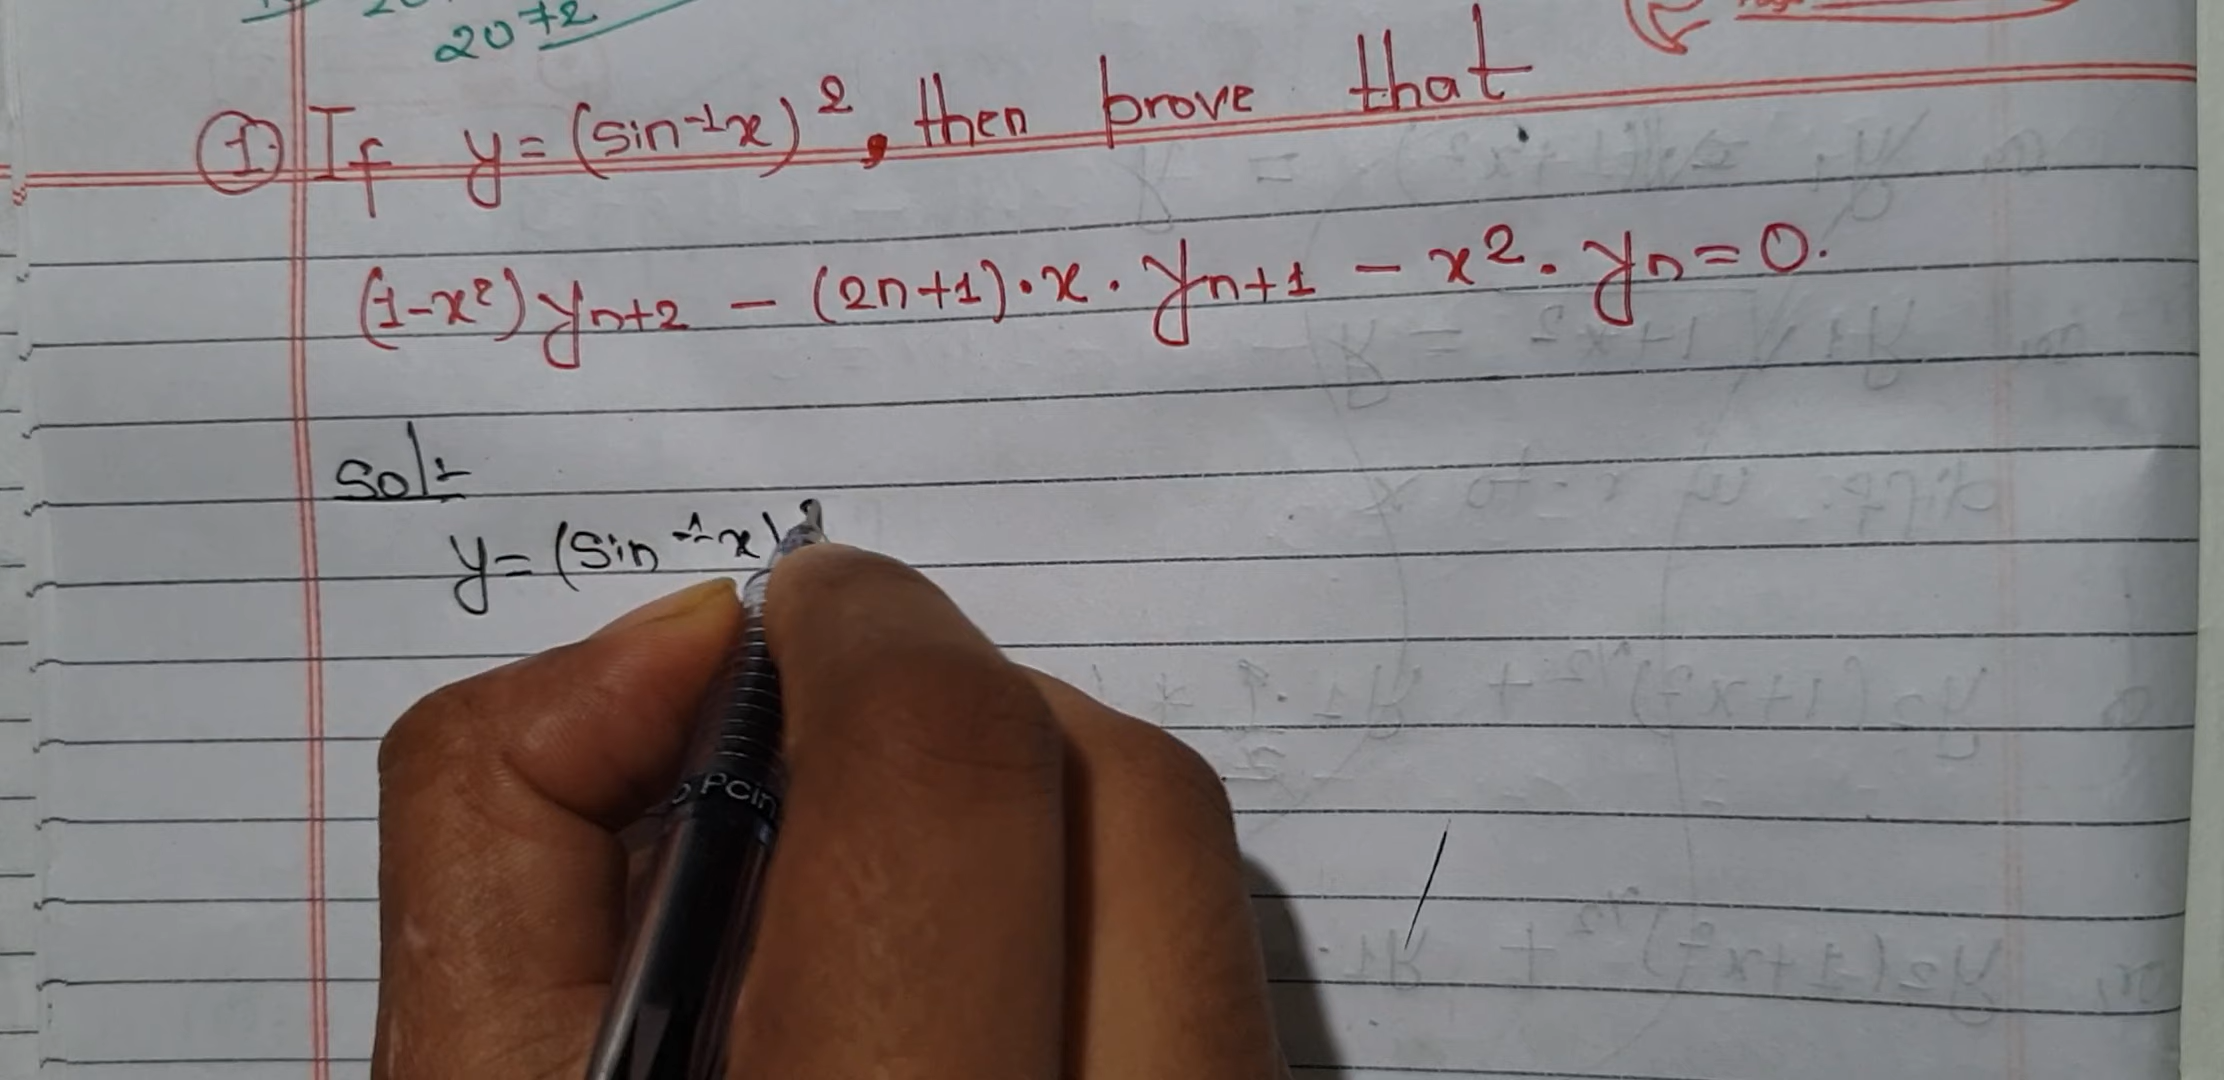 2072
① If y = (sin⁻¹x)², then prove that
(1-x²)yn+2 - (2n+1)·x·yn+1 - x²·yn = 0.
Sol:-
y = (sin⁻¹x)²
Pcin